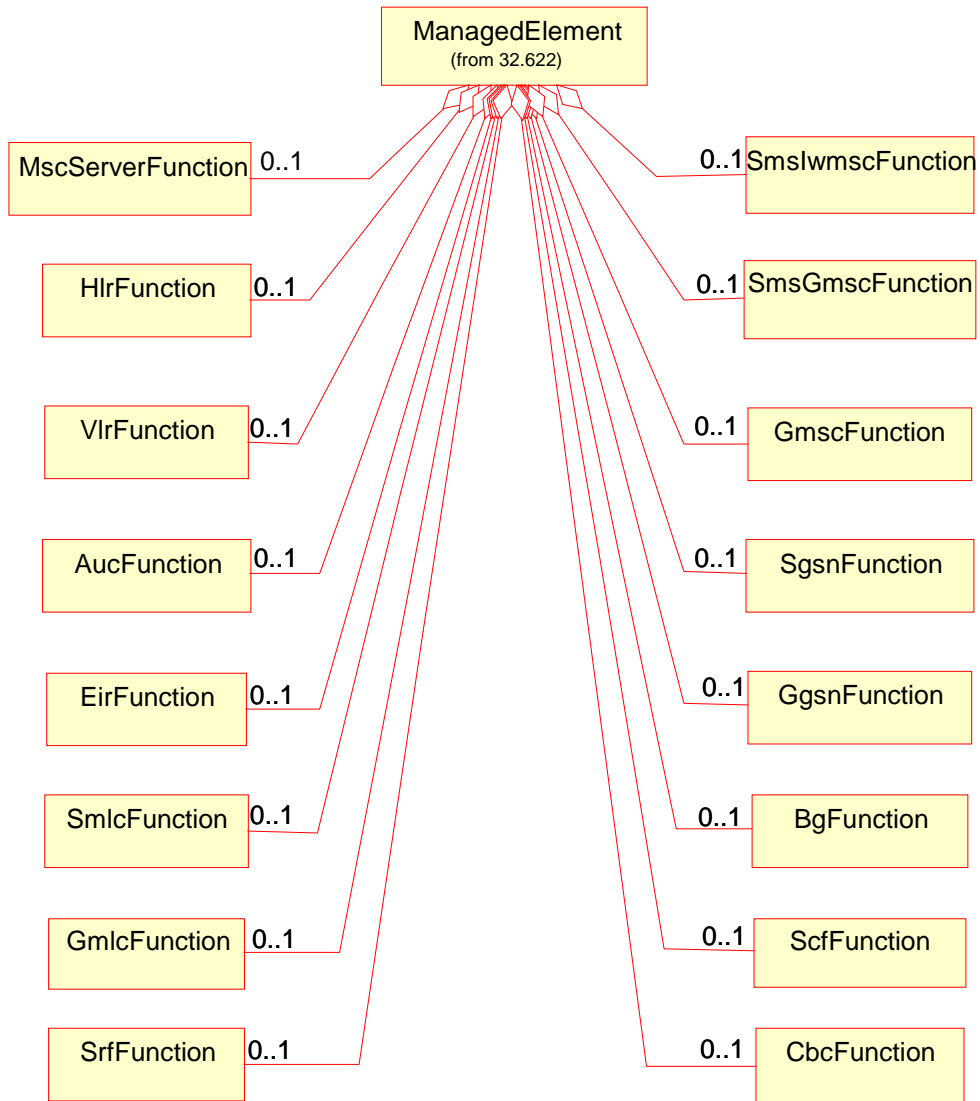 ManagedElement
(from 32.622)
MscServerFunction 0..1
0..1 SmsIwmscFunction
HlrFunction 0..1
0..1 SmsGmscFunction
VlrFunction 0..1
0..1 GmscFunction
AucFunction 0..1
0..1 SgsnFunction
EirFunction 0..1
0..1 GgsnFunction
SmlcFunction 0..1
0..1 BgFunction
GmlcFunction 0..1
0..1 ScfFunction
SrfFunction 0..1
0..1 CbcFunction